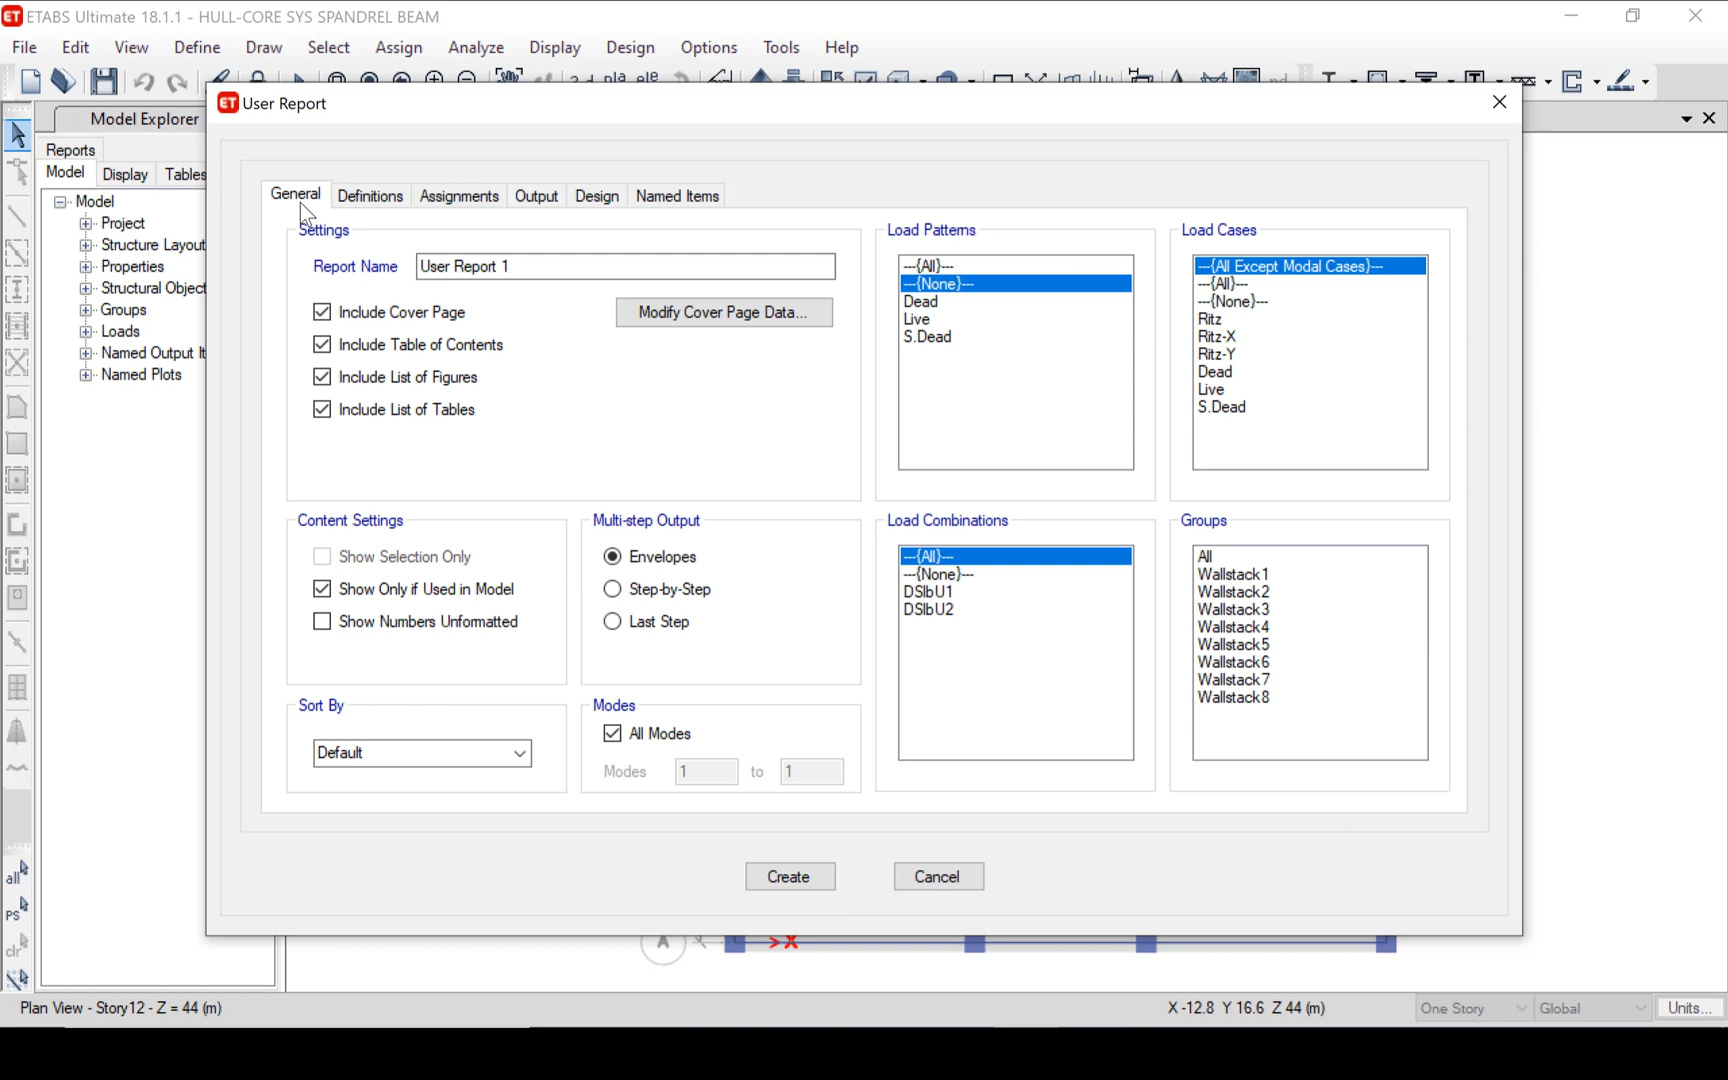 ET ETABS Ultimate 18.1.1 - HULL-CORE SYS SPANDREL BEAM
File Edit View Define Draw Select Assign Analyze Display Design Options Tools Help
Model Explorer
ET User Report
Reports
Model Display Tables
Model
Project
Structure Layout
Properties
Structural Object
Groups
Loads
Named Output It
Named Plots
General Definitions Assignments Output Design Named Items
Settings
Report Name User Report 1
Include Cover Page Modify Cover Page Data...
Include Table of Contents
Include List of Figures
Include List of Tables
Load Patterns
---{All}---
---{None}---
Dead
Live
S.Dead
Load Cases
---{All Except Modal Cases}---
---{All}---
---{None}---
Ritz
Ritz-X
Ritz-Y
Dead
Live
S.Dead
Content Settings
Show Selection Only
Show Only if Used in Model
Show Numbers Unformatted
Multi-step Output
Envelopes
Step-by-Step
Last Step
Load Combinations
---{All}---
---{None}---
DSlbU1
DSlbU2
Groups
All
Wallstack1
Wallstack2
Wallstack3
Wallstack4
Wallstack5
Wallstack6
Wallstack7
Wallstack8
Sort By
Default
Modes
All Modes
Modes 1 to 1
Create Cancel
all
PS
clr
A X
Plan View - Story12 - Z = 44 (m) X -12.8 Y 16.6 Z 44 (m) One Story Global Units...